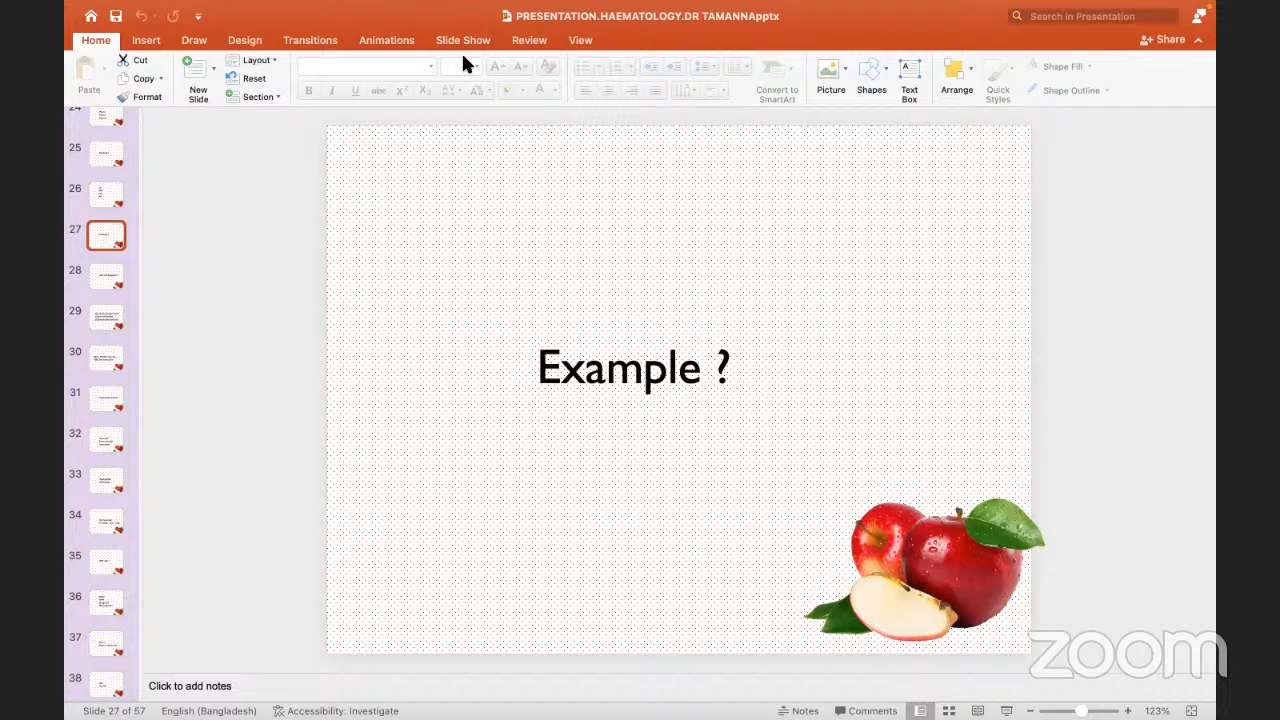 PRESENTATION.HAEMATOLOGY.DR TAMANNApptx
Search in Presentation
Home Insert Draw Design Transitions Animations Slide Show Review View
Share
Paste
Cut
Copy
Format
New
Slide
Layout
Reset
Section
Convert to
SmartArt
Picture
Shapes
Text
Box
Arrange
Quick
Styles
Shape Fill
Shape Outline
24
25
26
27
28
29
30
31
32
33
34
35
36
37
38
Example ?
zoom
Click to add notes
Slide 27 of 57 English (Bangladesh) Accessibility: Investigate Notes Comments 123%